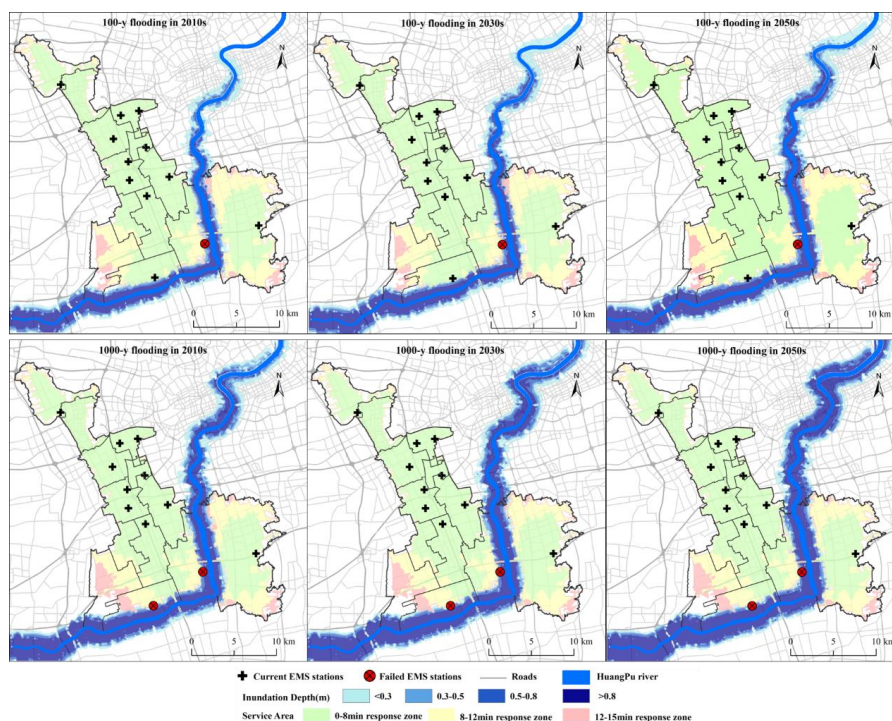 100-y flooding in 2010s
100-y flooding in 2030s
100-y flooding in 2050s
N
N
N
0 5 10 km
0 5 10 km
0 5 10 km
1000-y flooding in 2010s
1000-y flooding in 2030s
1000-y flooding in 2050s
N
N
N
0 5 10 km
0 5 10 km
0 5 10 km
Current EMS stations Failed EMS stations Roads HuangPu river
Inundation Depth(m) <0.3 0.3-0.5 0.5-0.8 >0.8
Service Area 0-8min response zone 8-12min response zone 12-15min response zone